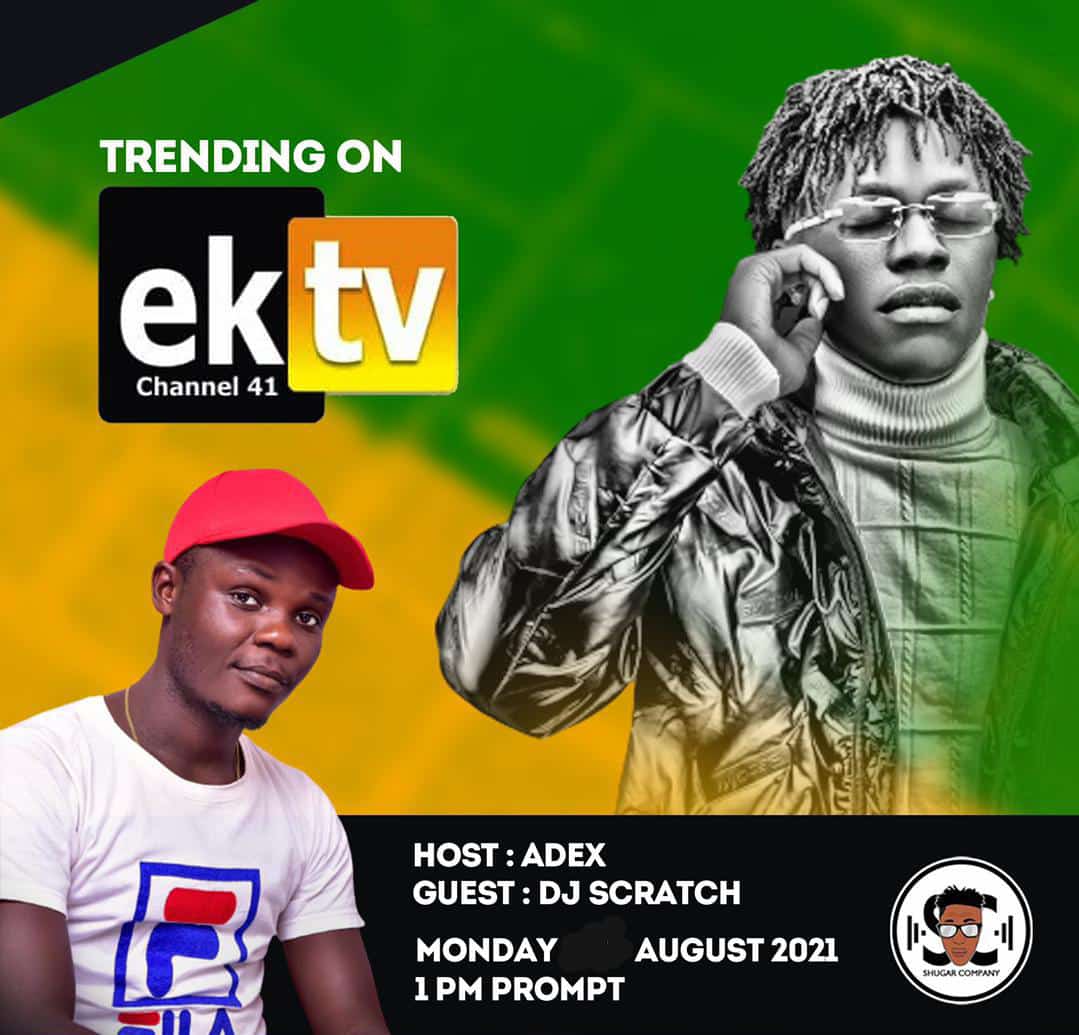 TRENDING ON
ek tv
Channel 41
HOST : ADEX
GUEST : DJ SCRATCH
MONDAY AUGUST 2021
1 PM PROMPT
SHUGAR COMPANY